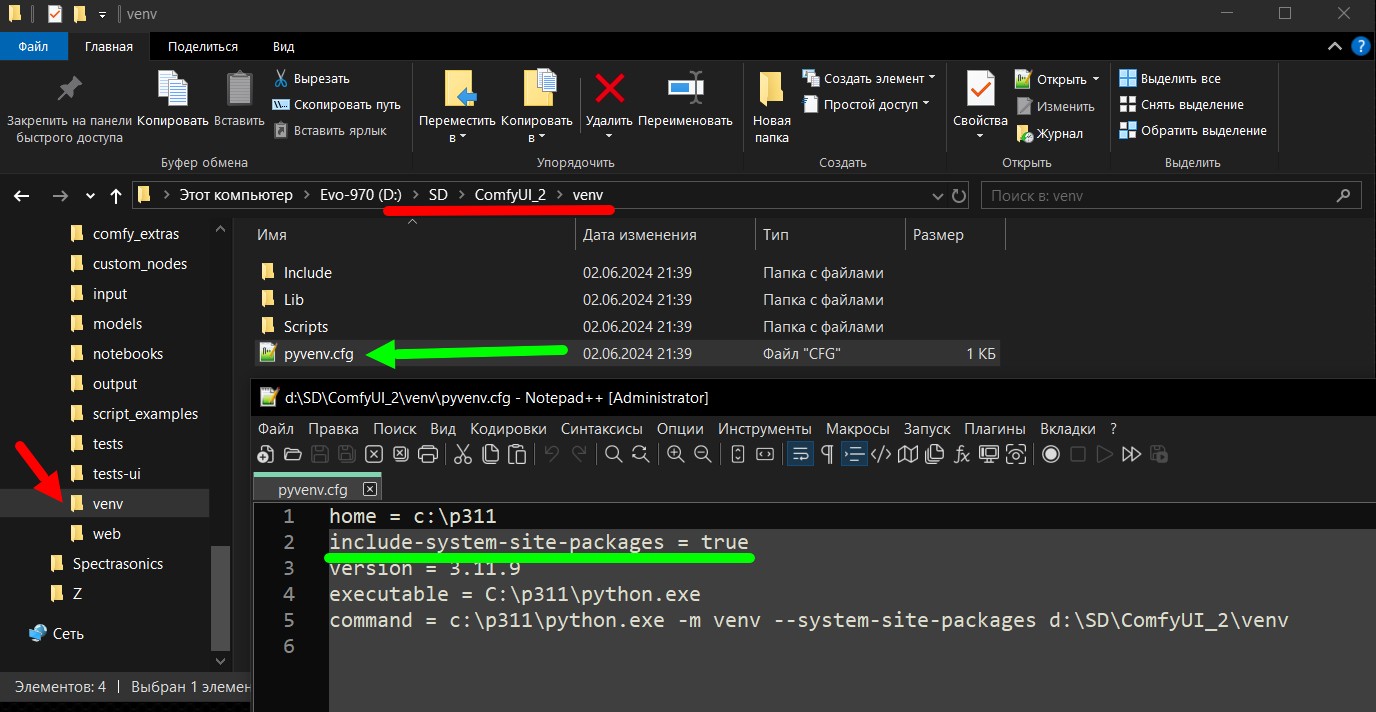 venv
Файл Главная Поделиться Вид
Закрепить на панели быстрого доступа
Копировать
Вставить
Вырезать
Скопировать путь
Вставить ярлык
Буфер обмена
Переместить в
Копировать в
Удалить
Переименовать
Упорядочить
Новая папка
Создать элемент
Простой доступ
Создать
Свойства
Открыть
Изменить
Журнал
Открыть
Выделить все
Снять выделение
Обратить выделение
Выделить
Этот компьютер > Evo-970 (D:) > SD > ComfyUI_2 > venv
Поиск в: venv
comfy_extras
custom_nodes
input
models
notebooks
output
script_examples
tests
tests-ui
venv
web
Spectrasonics
Z
Сеть
Имя Дата изменения Тип Размер
Include 02.06.2024 21:39 Папка с файлами
Lib 02.06.2024 21:39 Папка с файлами
Scripts 02.06.2024 21:39 Папка с файлами
pyvenv.cfg 02.06.2024 21:39 Файл "CFG" 1 КБ
d:\SD\ComfyUI_2\venv\pyvenv.cfg - Notepad++ [Administrator]
Файл Правка Поиск Вид Кодировки Синтаксисы Опции Инструменты Макросы Запуск Плагины Вкладки ?
pyvenv.cfg
1 home = c:\p311
2 include-system-site-packages = true
3 version = 3.11.9
4 executable = C:\p311\python.exe
5 command = c:\p311\python.exe -m venv --system-site-packages d:\SD\ComfyUI_2\venv
6
Элементов: 4 | Выбран 1 элемен